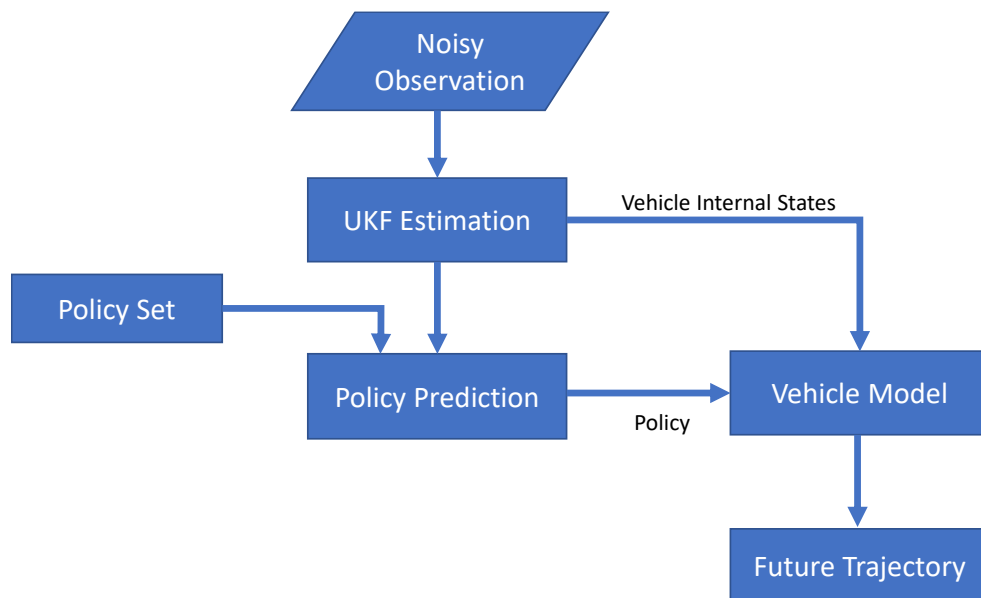 Noisy
Observation
UKF Estimation
Vehicle Internal States
Policy Set
Policy Prediction
Policy
Vehicle Model
Future Trajectory